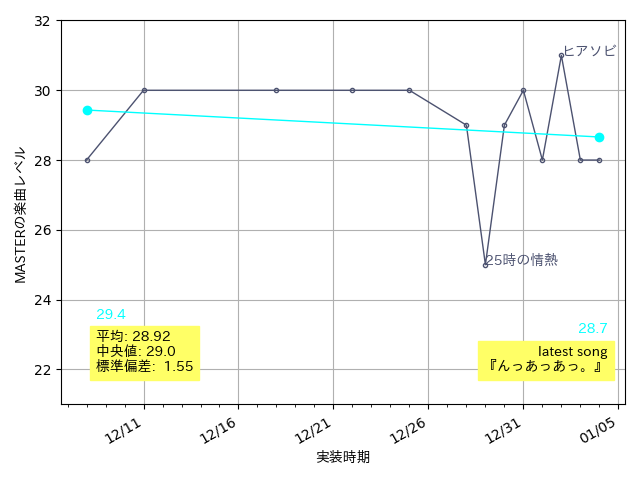 32
30
28
26
24
22
MASTERの楽曲レベル
ヒアソビ
25時の情熱
29.4
平均: 28.92
中央値: 29.0
標準偏差: 1.55
28.7
latest song
『んっあっあっ。』
12/11
12/16
12/21
12/26
12/31
01/05
実装時期